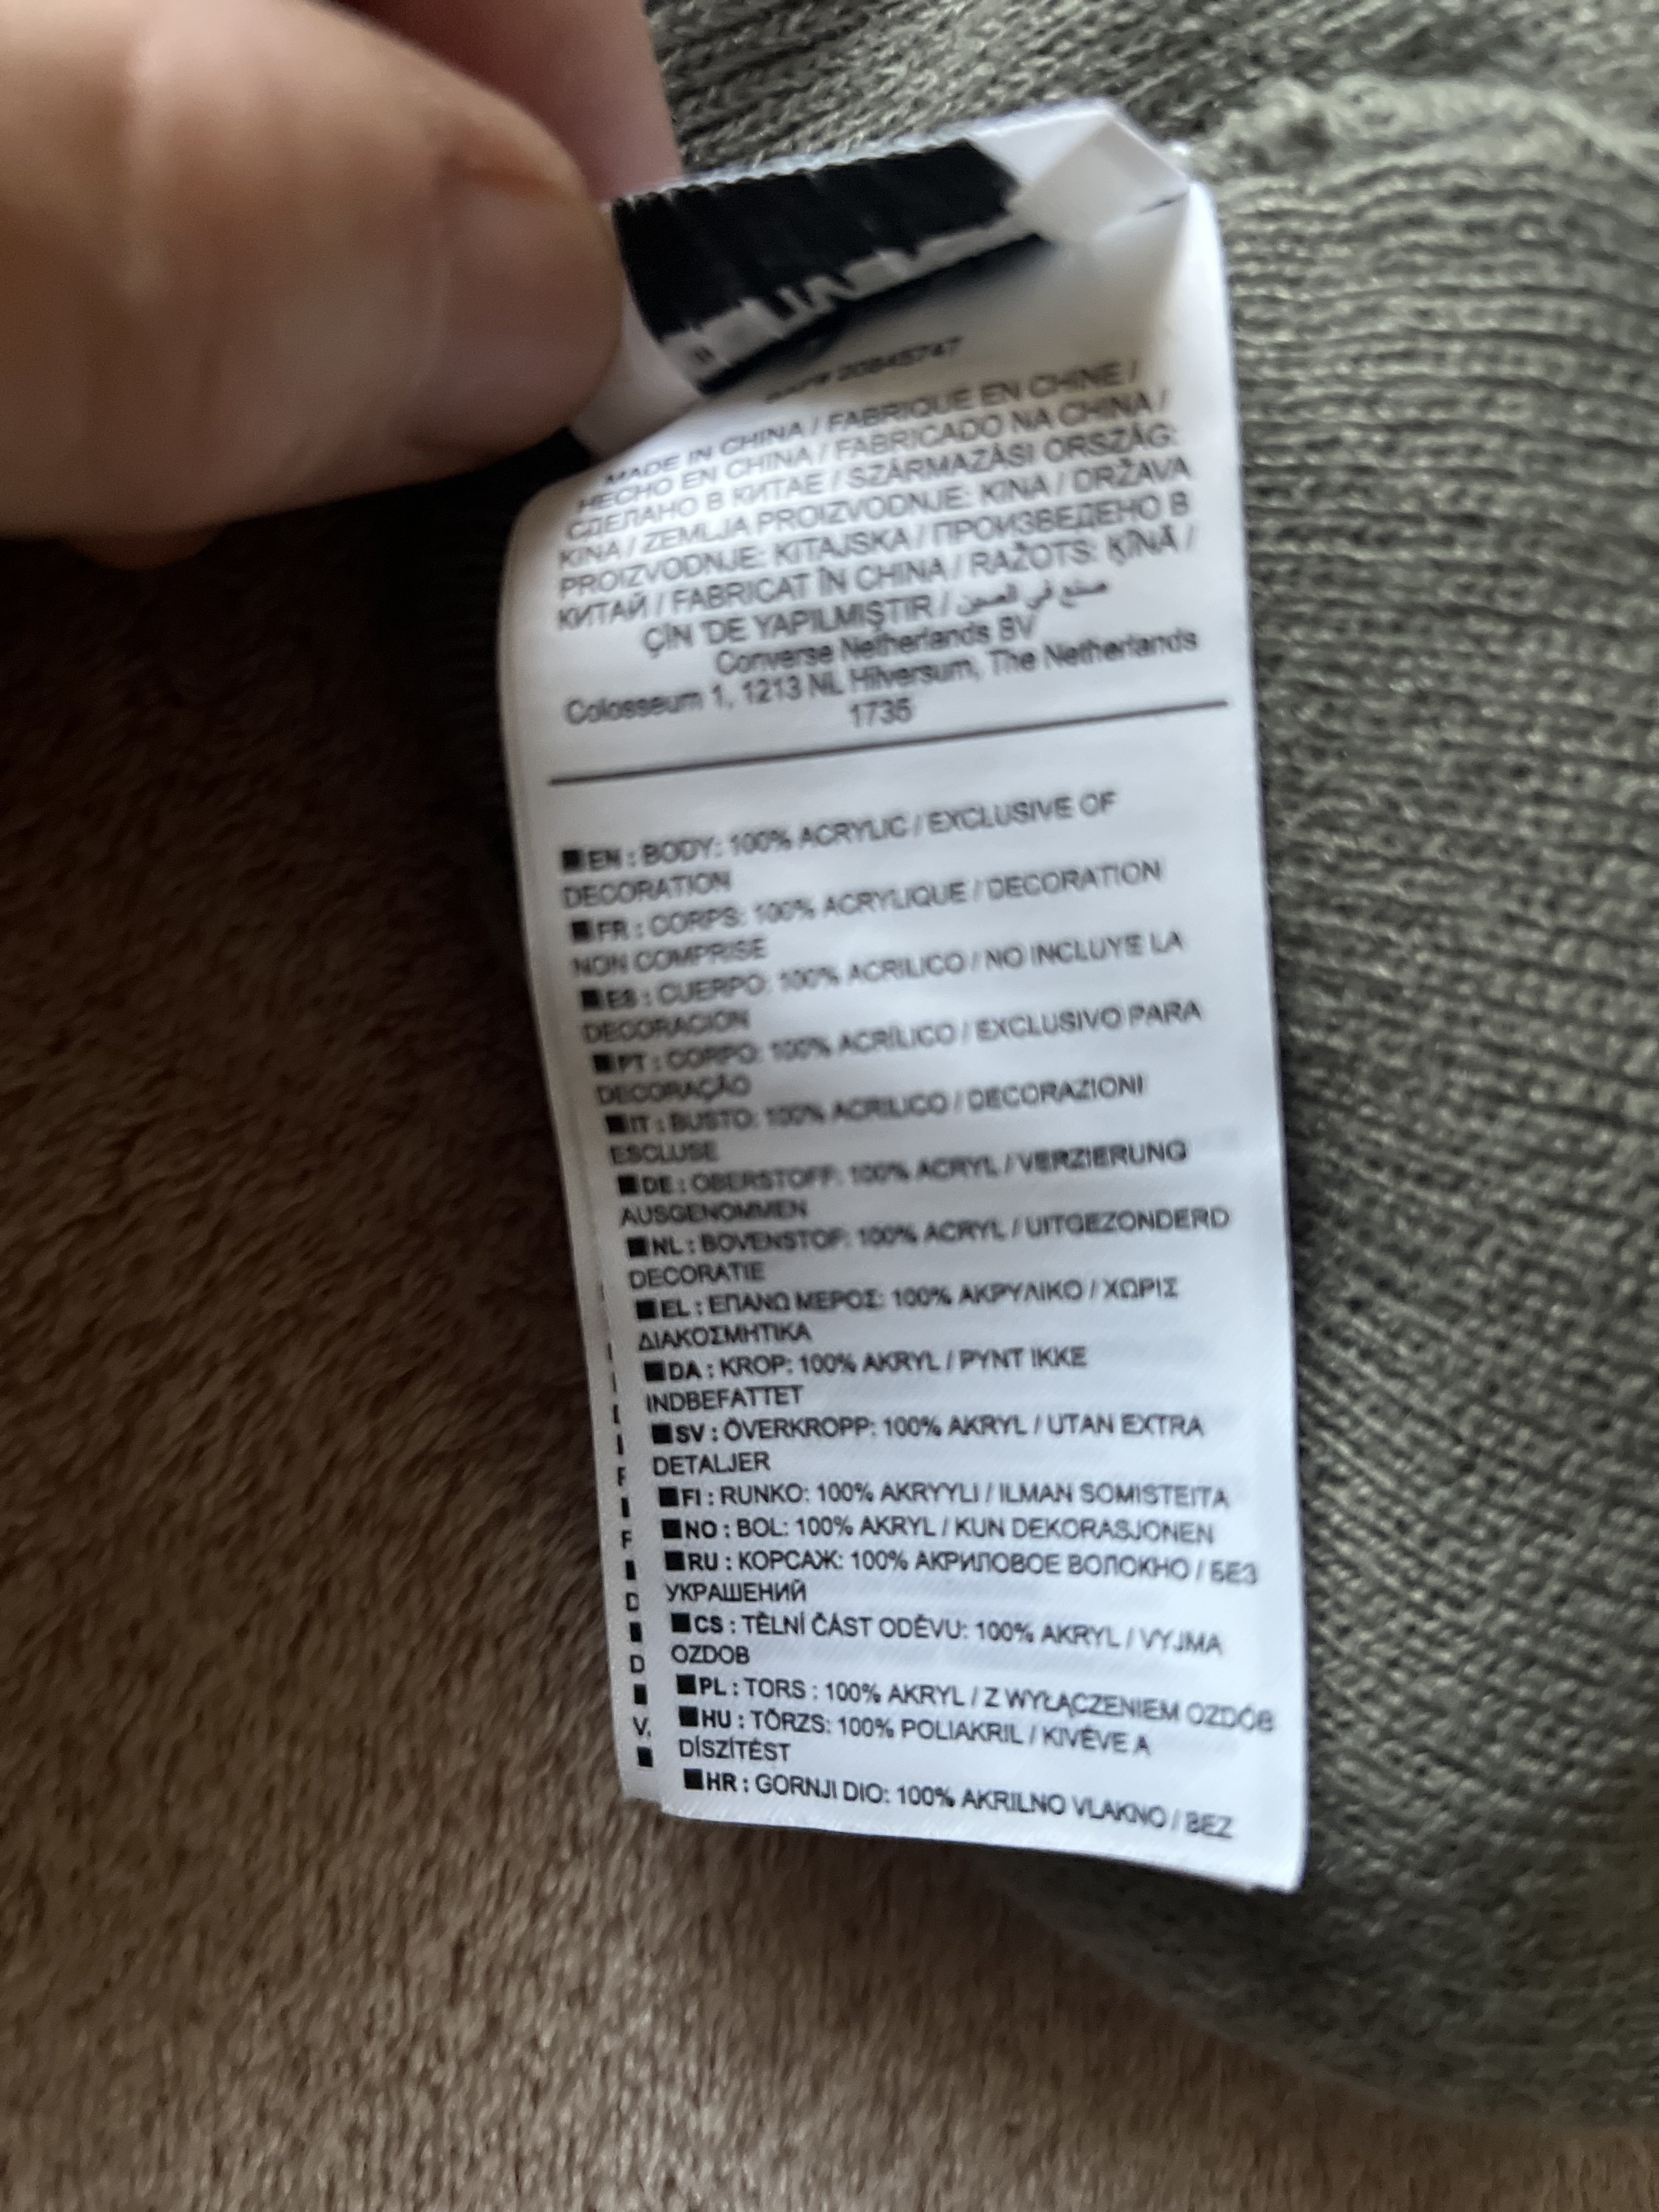 20845747
MADE IN CHINA / FABRIQUE EN CHINE /
HECHO EN CHINA / FABRICADO NA CHINA /
СДЕЛАНО В КИТАЕ / SZÁRMAZÁSI ORSZÁG:
KÍNA / ZEMLJA PROIZVODNJE: KINA / DRŽAVA
PROIZVODNJE: KITAJSKA / ПРОИЗВЕДЕНО В
КИТАЙ / FABRICAT ÎN CHINA / RAŽOTS: ĶĪNĀ /
ÇİN 'DE YAPILMIŞTIR / صنع في الصين
Converse Netherlands BV
Colosseum 1, 1213 NL Hilversum, The Netherlands
1735
■EN : BODY: 100% ACRYLIC / EXCLUSIVE OF
DECORATION
■FR : CORPS: 100% ACRYLIQUE / DECORATION
NON COMPRISE
■ES : CUERPO: 100% ACRILICO / NO INCLUYE LA
DECORACION
■PT : CORPO: 100% ACRÍLICO / EXCLUSIVO PARA
DECORAÇÃO
■IT : BUSTO: 100% ACRILICO / DECORAZIONI
ESCLUSE
■DE : OBERSTOFF: 100% ACRYL / VERZIERUNG
AUSGENOMMEN
■NL : BOVENSTOF: 100% ACRYL / UITGEZONDERD
DECORATIE
■EL : ΕΠΑΝΩ ΜΕΡΟΣ: 100% ΑΚΡΥΛΙΚΟ / ΧΩΡΙΣ
ΔΙΑΚΟΣΜΗΤΙΚΑ
■DA : KROP: 100% AKRYL / PYNT IKKE
INDBEFATTET
■SV : ÖVERKROPP: 100% AKRYL / UTAN EXTRA
DETALJER
■FI : RUNKO: 100% AKRYYLI / ILMAN SOMISTEITA
■NO : BOL: 100% AKRYL / KUN DEKORASJONEN
■RU : КОРСАЖ: 100% АКРИЛОВОЕ ВОЛОКНО / БЕЗ
УКРАШЕНИЙ
■CS : TĚLNÍ ČÁST ODĚVU: 100% AKRYL / VYJMA
OZDOB
■PL : TORS : 100% AKRYL / Z WYŁĄCZENIEM OZDÓB
■HU : TÖRZS: 100% POLIAKRIL / KIVÉVE A
DÍSZÍTÉST
■HR : GORNJI DIO: 100% AKRILNO VLAKNO / BEZ